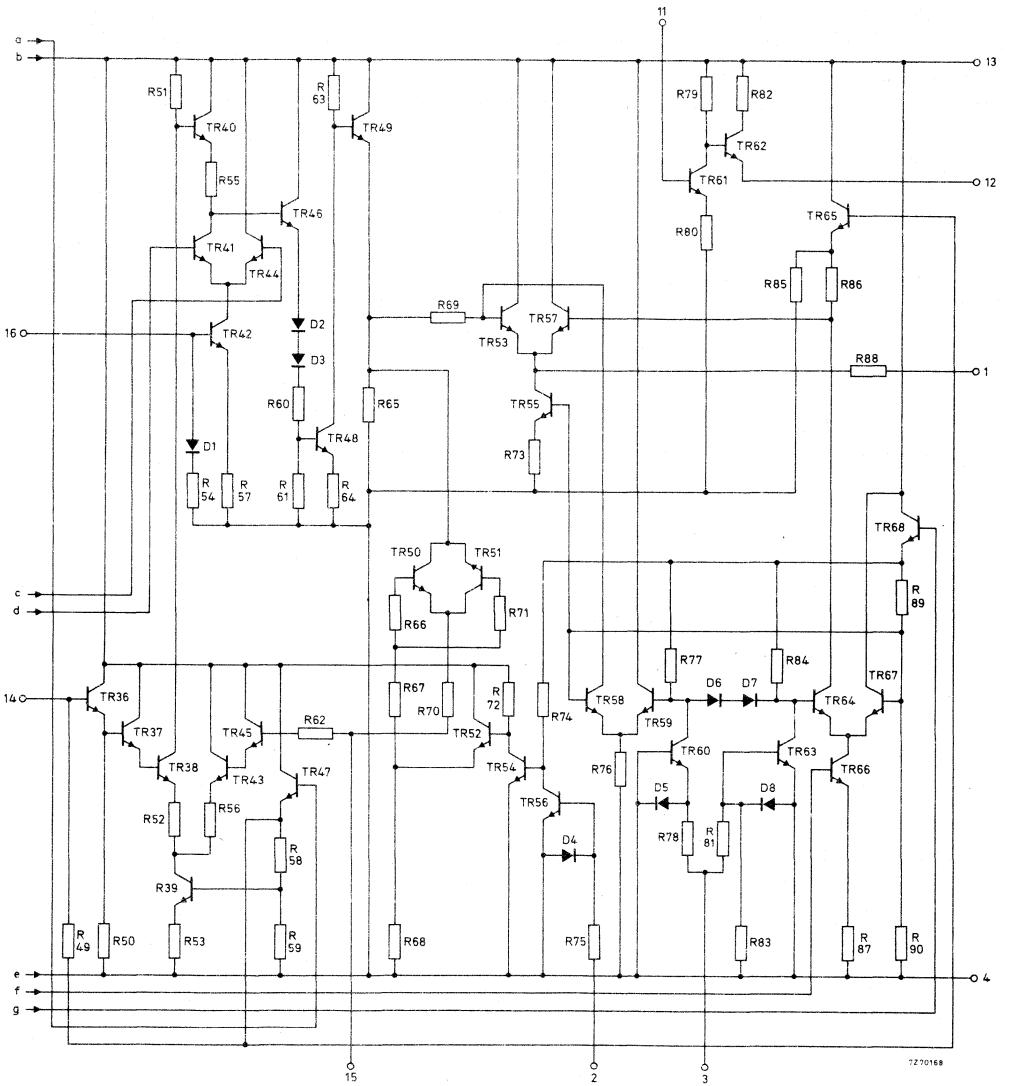 11
a
b
13
R51
R
63
R79
R82
TR40
TR49
TR62
R55
TR61
12
TR46
TR65
R80
TR41
TR44
R85
R86
R69
D2
TR57
16
TR42
TR53
D3
R88
1
R60
R65
TR55
TR48
D1
R73
R
54
R
57
R
61
R
64
TR68
TR50
TR51
c
d
R
89
R66
R71
R77
R84
D6
D7
TR67
14
TR36
R67
R70
R
72
R74
TR58
TR59
TR64
TR37
TR45
R62
TR52
TR60
TR63
TR38
TR43
TR47
TR54
R76
TR66
D5
D8
R52
R56
TR56
R78
R
81
R
58
D4
R39
R
49
R50
R53
R
59
R68
R75
R83
R
87
R
90
e
4
f
g
7Z70168
15
2
3